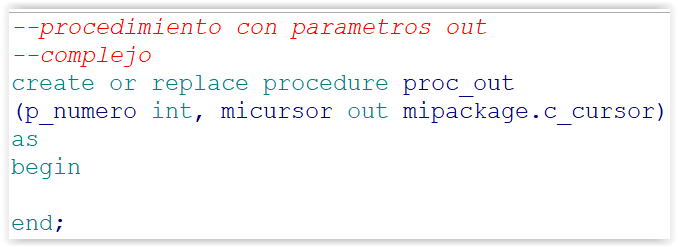 --procedimiento con parametros out
--complejo
create or replace procedure proc_out
(p_numero int, micursor out mipackage.c_cursor)
as
begin
end;